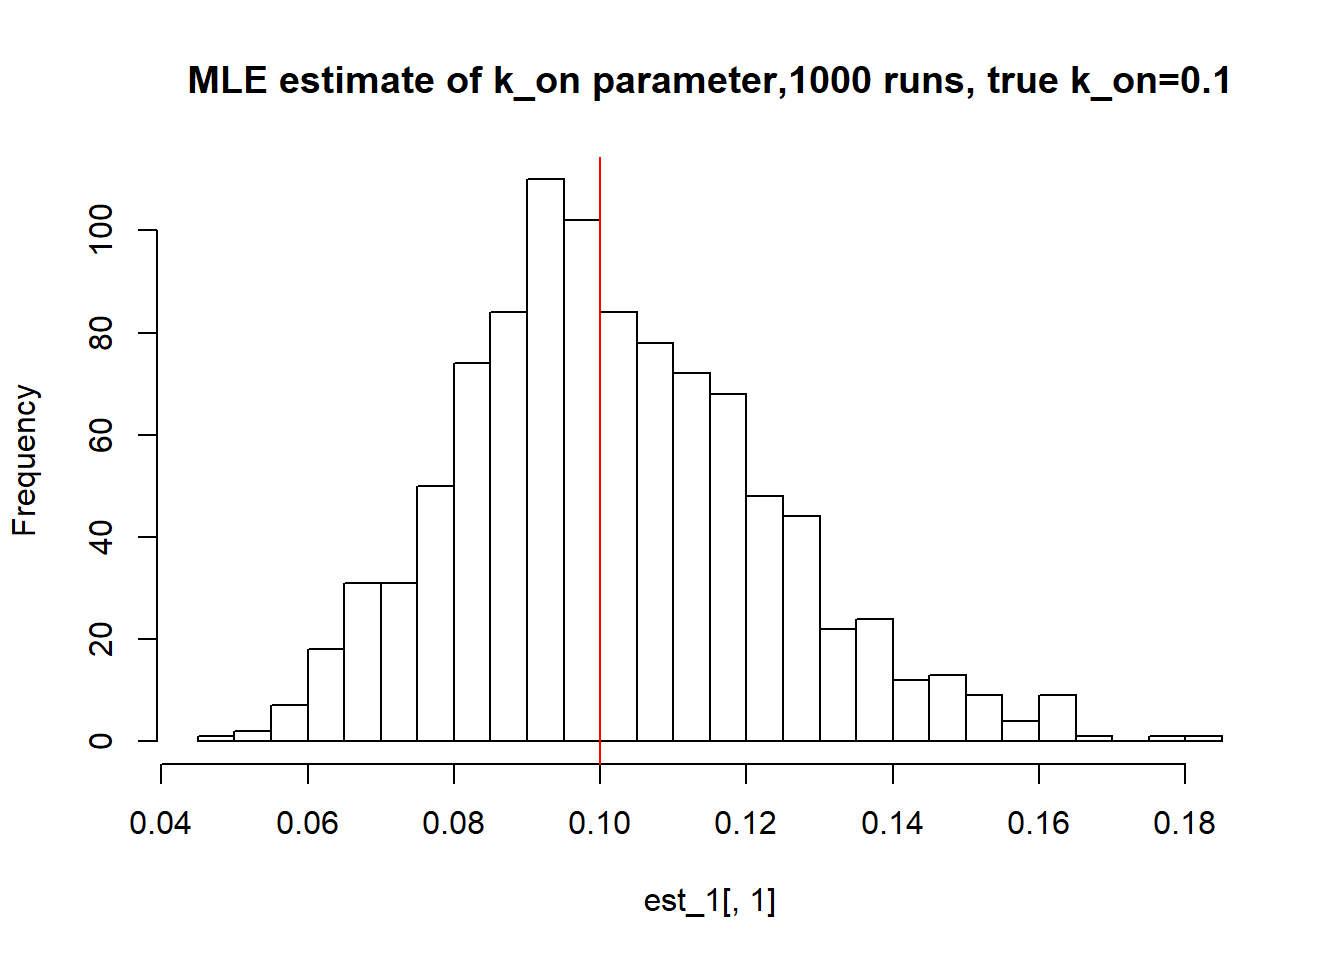 MLE estimate of k_on parameter,1000 runs, true k_on=0.1
Frequency
100
80
60
40
20
0
0.04 0.06 0.08 0.10 0.12 0.14 0.16 0.18
est_1[, 1]